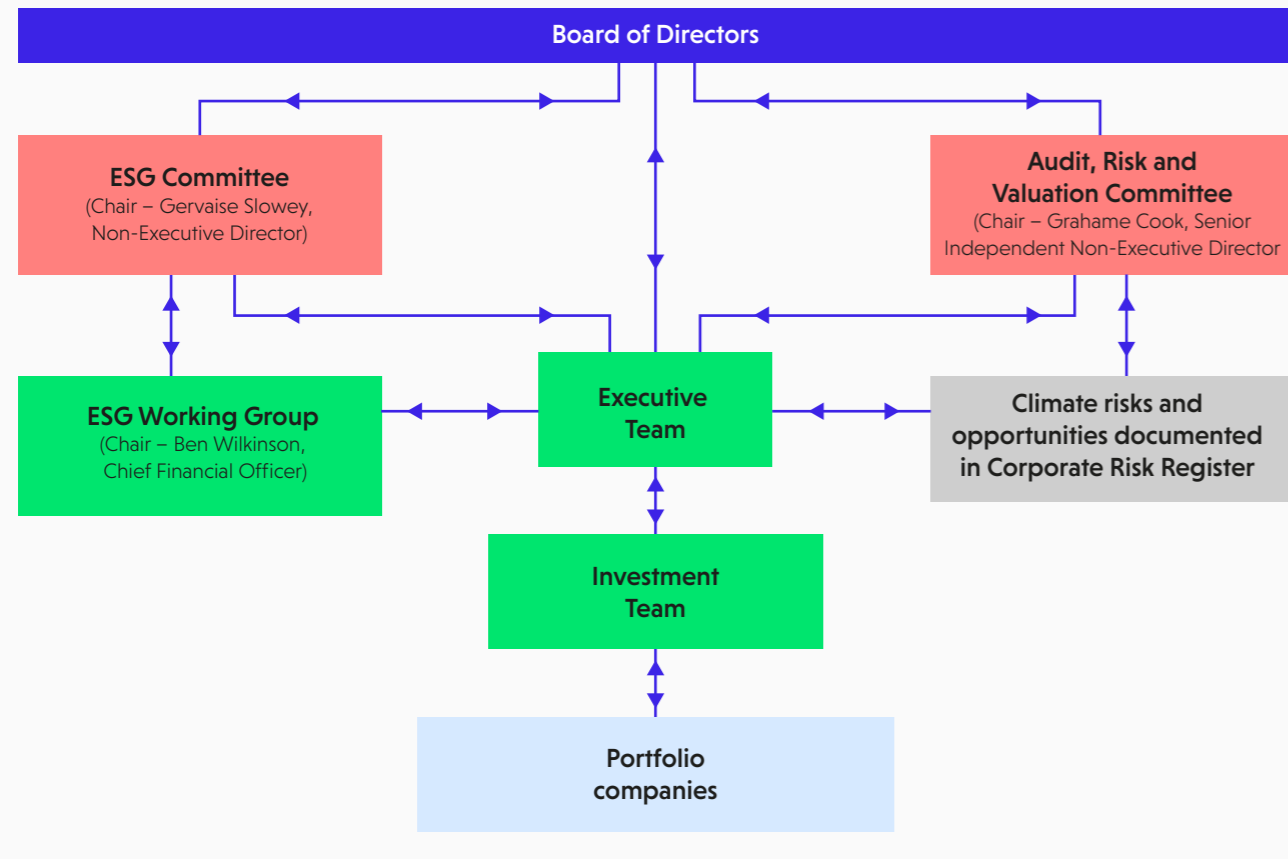 Board of Directors
ESG Committee
(Chair – Gervaise Slowey,
Non-Executive Director)
Audit, Risk and
Valuation Committee
(Chair – Grahame Cook, Senior
Independent Non-Executive Director
ESG Working Group
(Chair – Ben Wilkinson,
Chief Financial Officer)
Executive
Team
Climate risks and
opportunities documented
in Corporate Risk Register
Investment
Team
Portfolio
companies